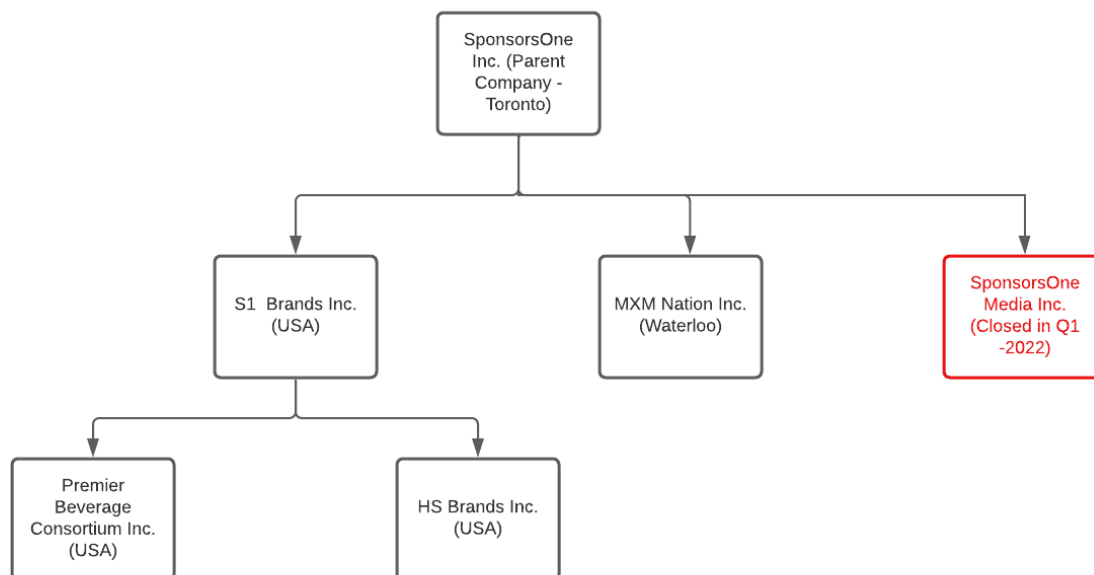 SponsorsOne
Inc. (Parent
Company -
Toronto)
S1 Brands Inc.
(USA)
MXM Nation Inc.
(Waterloo)
SponsorsOne
Media Inc.
(Closed in Q1
-2022)
Premier
Beverage
Consortium Inc.
(USA)
HS Brands Inc.
(USA)